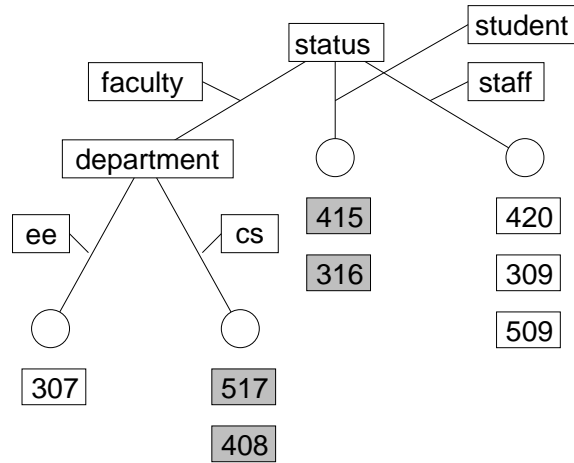 student
status
faculty
staff
department
415
420
ee
cs
316
309
509
307
517
408